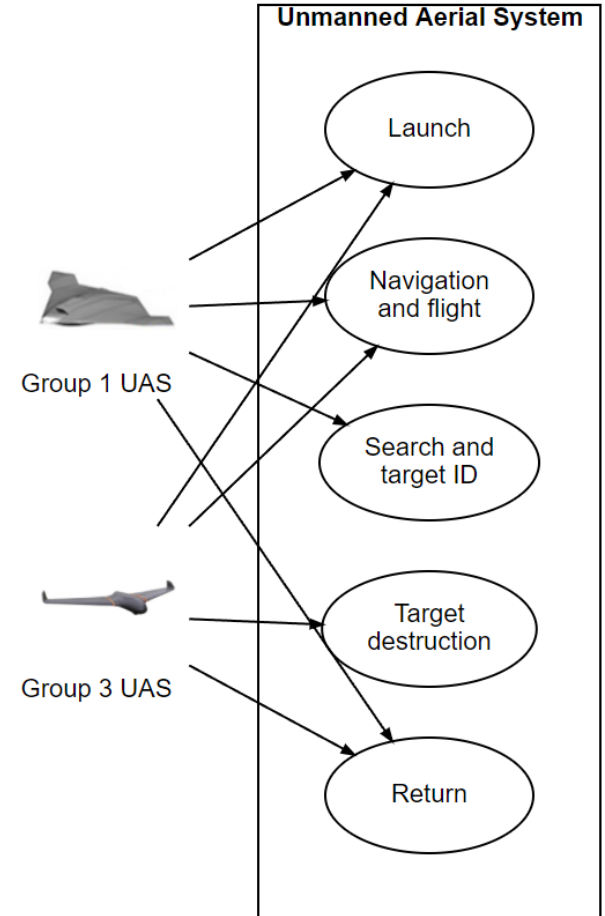 Unmanned Aerial System
Launch
Navigation
and flight
Group 1 UAS
Search and
target ID
Target
destruction
Group 3 UAS
Return